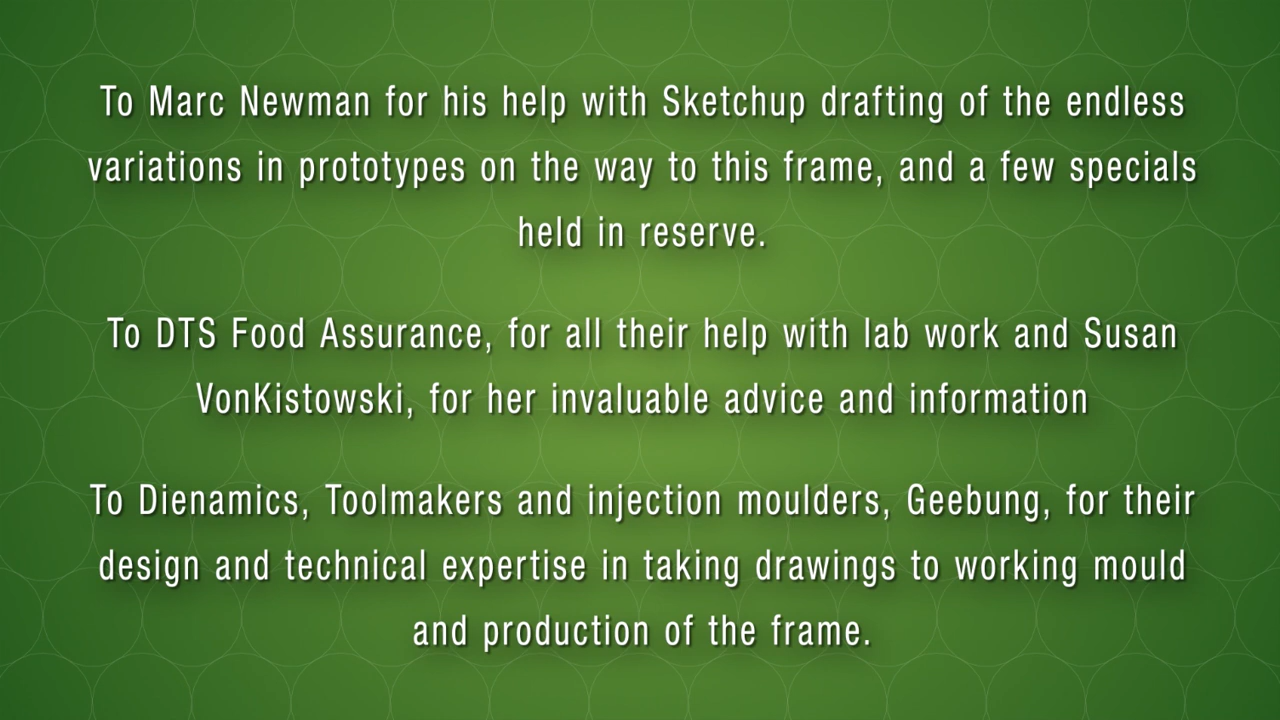 To Marc Newman for his help with Sketchup drafting of the endless
variations in prototypes on the way to this frame, and a few specials
held in reserve.
To DTS Food Assurance, for all their help with lab work and Susan
VonKistowski, for her invaluable advice and information
To Dienamics, Toolmakers and injection moulders, Geebung, for their
design and technical expertise in taking drawings to working mould
and production of the frame.